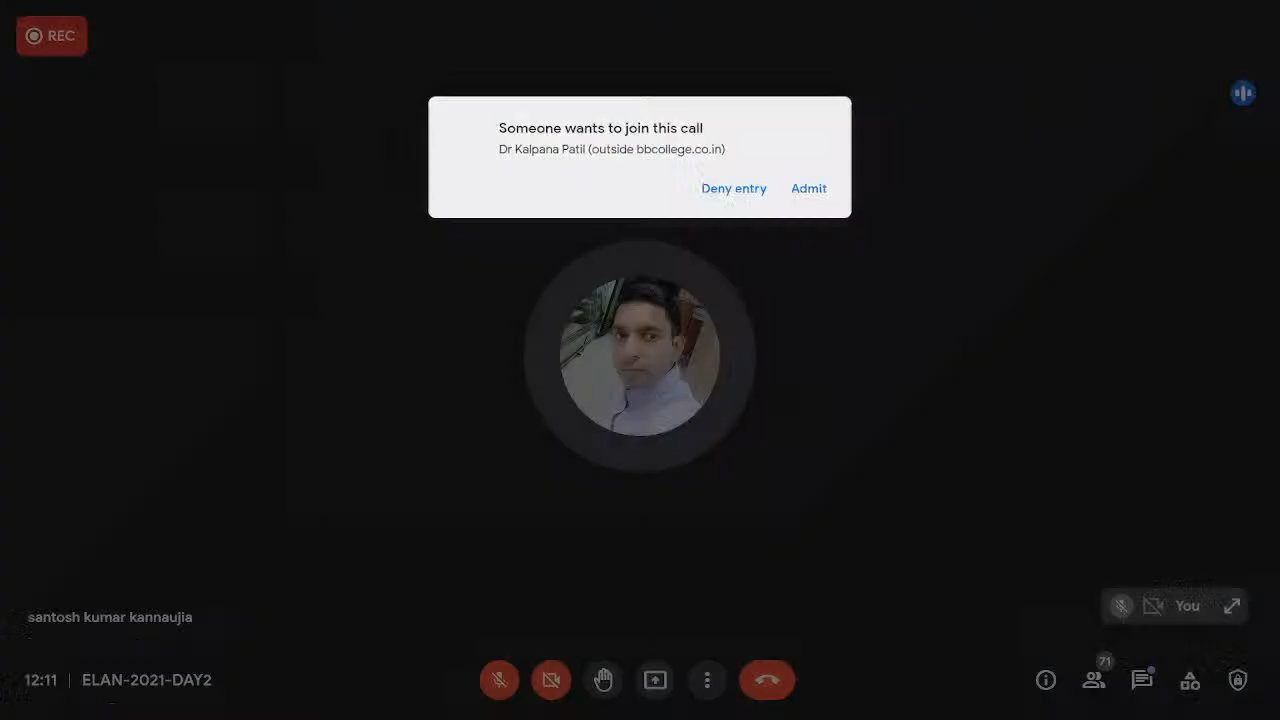 REC
Someone wants to join this call
Dr Kalpana Patil (outside bbcollege.co.in)
Deny entry Admit
santosh kumar kannaujia
You
71
12:11 | ELAN-2021-DAY2